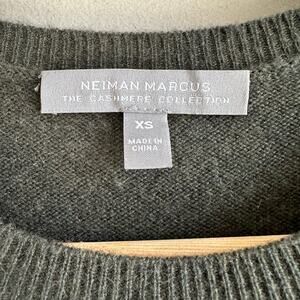 NEIMAN MARCUS
THE CASHMERE COLLECTION
XS
MADE IN
CHINA